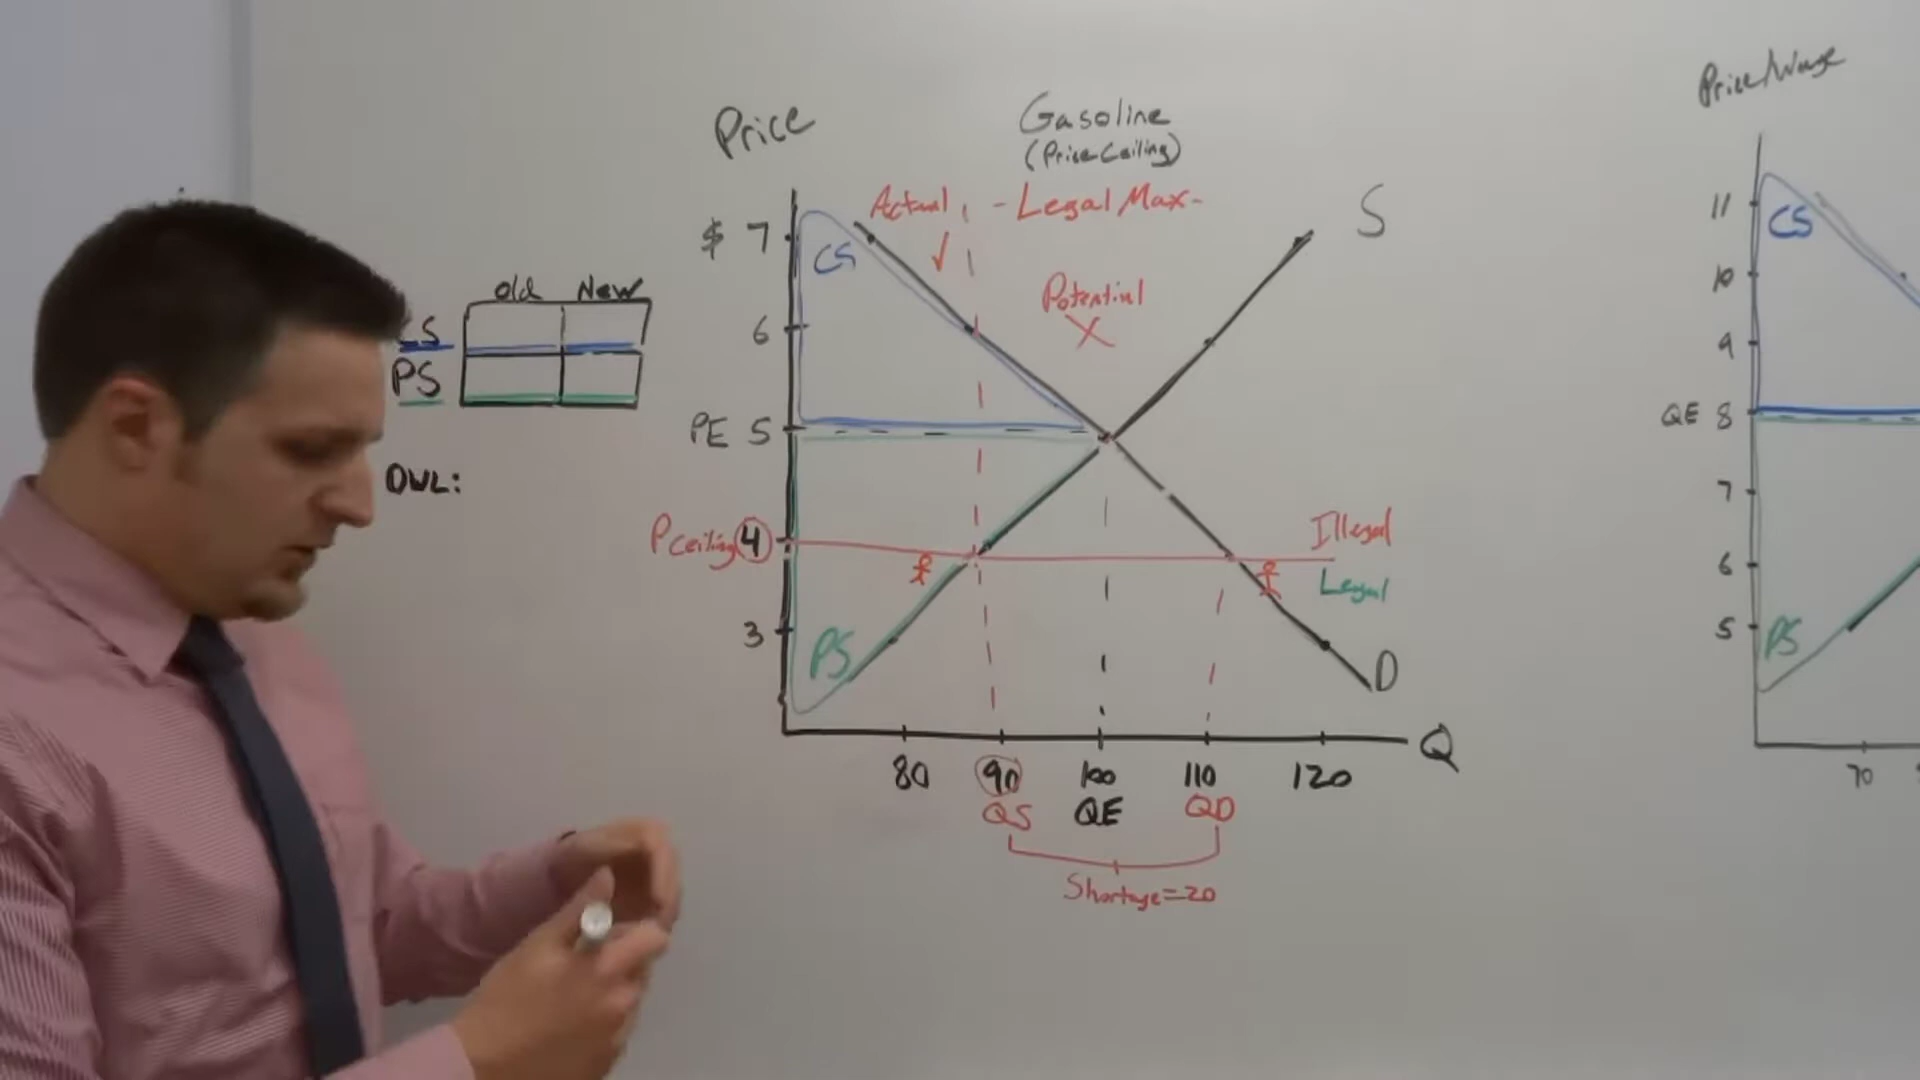 Price
Gasoline
(Price Ceiling)
Actual - Legal Max -
Potential
X
$ 7
6
PE 5
Pceiling 4
3
CS
PS
S
D
Illegal
Legal
80 90 100 110 120
QS QE QD
Q
Shortage=20
Old New
CS
PS
DWL:
Price/Wage
11
10
9
QE 8
7
6
5
CS
PS
70